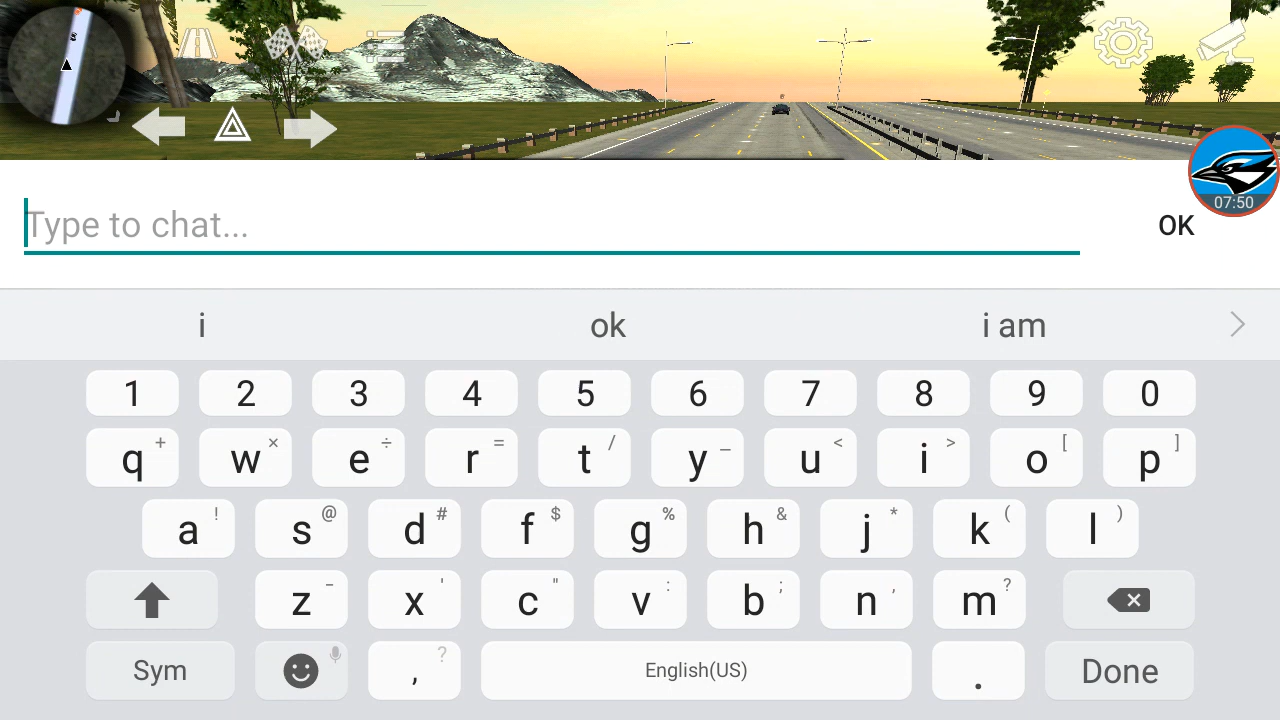 07:50
Type to chat...
OK
i ok i am
1 2 3 4 5 6 7 8 9 0
q + w × e ÷ r = t / y _ u < i > o [ p ]
a ! s @ d # f $ g % h & j * k ( l )
z - x ' c " v : b ; n , m ?
Sym , ? English(US) . Done